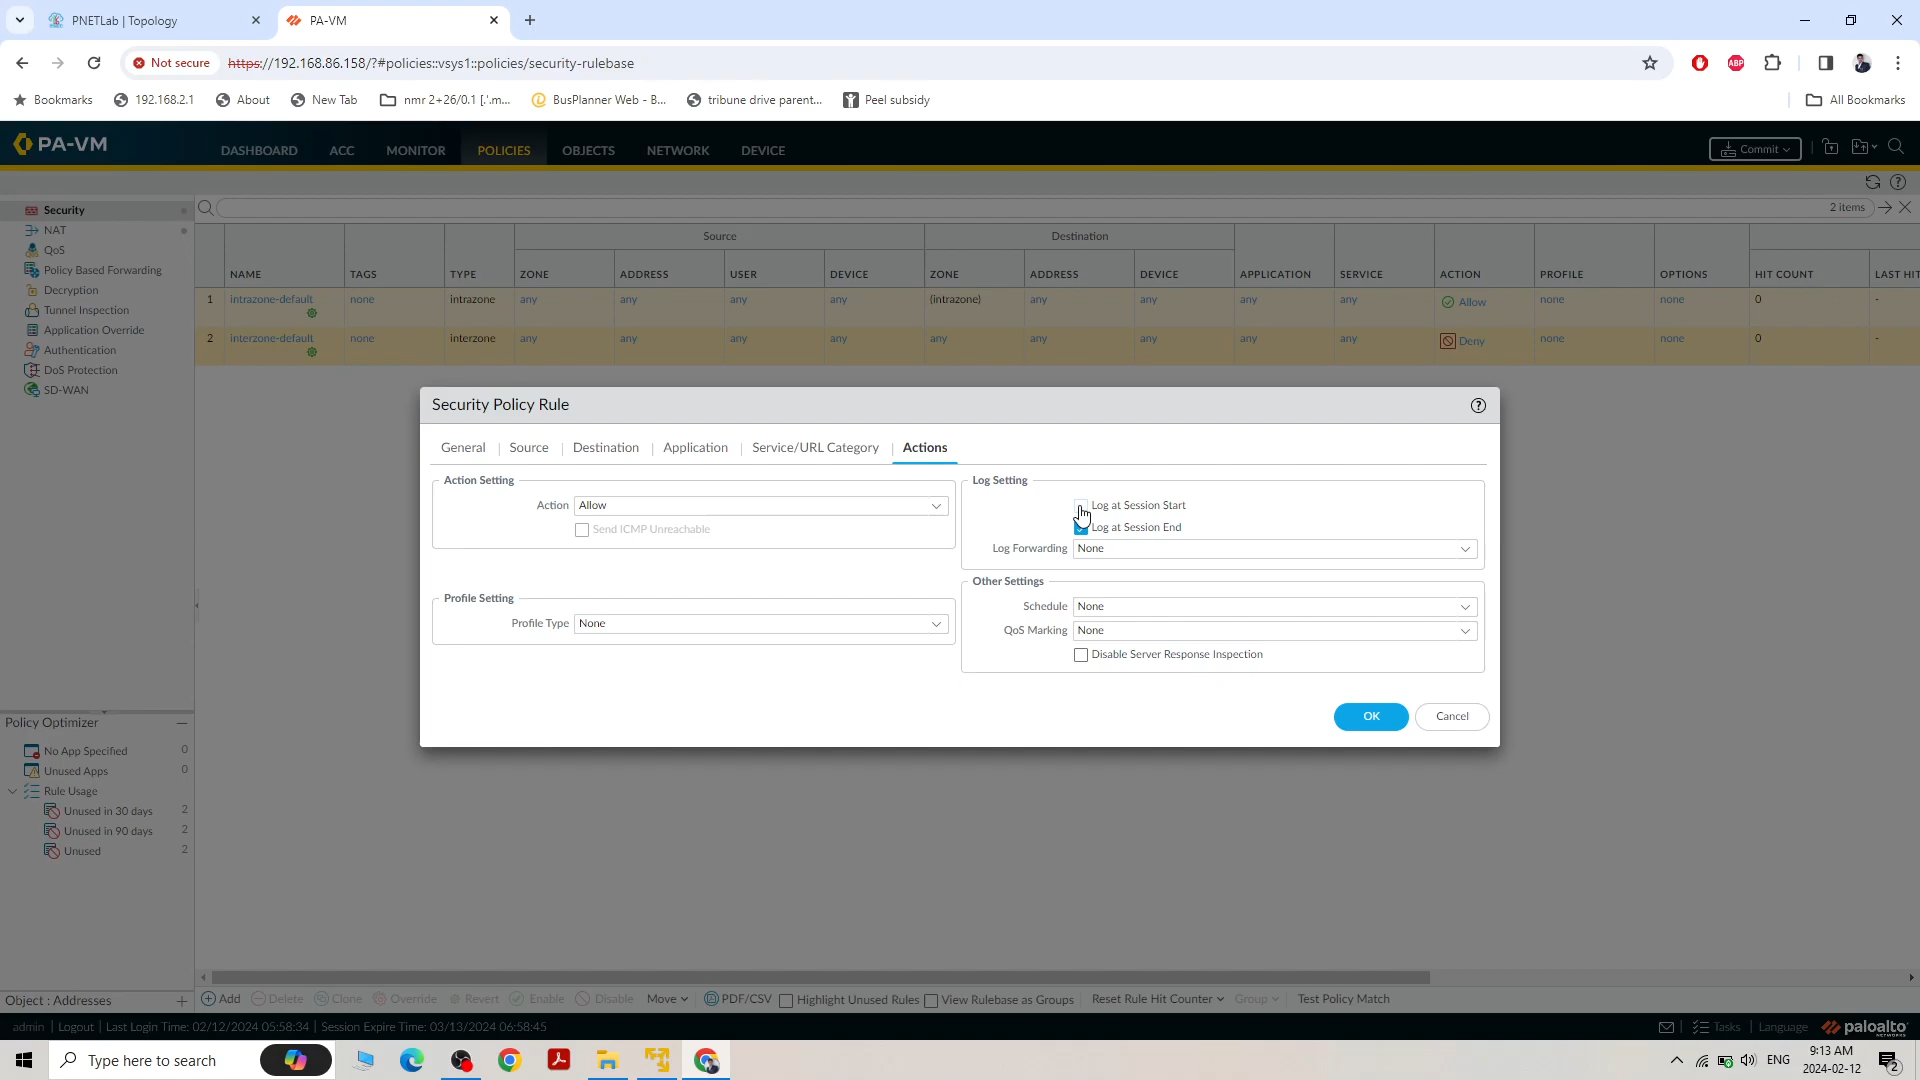 PNETLab | Topology
PA-VM
Not secure
https://192.168.86.158/?#policies::vsys1::policies/security-rulebase
ABP
Bookmarks
192.168.2.1
About
New Tab
nmr 2+26/0.1 [.'.m...
BusPlanner Web - B...
tribune drive parent...
Peel subsidy
All Bookmarks
PA-VM
DASHBOARD
ACC
MONITOR
POLICIES
OBJECTS
NETWORK
DEVICE
Commit
Security
NAT
QoS
Policy Based Forwarding
Decryption
Tunnel Inspection
Application Override
Authentication
DoS Protection
SD-WAN
2 items
Source
Destination
NAME TAGS TYPE ZONE ADDRESS USER DEVICE ZONE ADDRESS DEVICE APPLICATION SERVICE ACTION PROFILE OPTIONS HIT COUNT LAST HIT
1 intrazone-default none intrazone any any any any (intrazone) any any any any Allow none none 0 -
2 interzone-default none interzone any any any any any any any any any Deny none none 0 -
Security Policy Rule
General | Source | Destination | Application | Service/URL Category | Actions
Action Setting
Action Allow
Send ICMP Unreachable
Profile Setting
Profile Type None
Log Setting
Log at Session Start
Log at Session End
Log Forwarding None
Other Settings
Schedule None
QoS Marking None
Disable Server Response Inspection
OK
Cancel
Policy Optimizer
No App Specified 0
Unused Apps 0
Rule Usage
Unused in 30 days 2
Unused in 90 days 2
Unused 2
Object : Addresses
Add Delete Clone Override Revert Enable Disable Move PDF/CSV Highlight Unused Rules View Rulebase as Groups Reset Rule Hit Counter Group Test Policy Match
admin | Logout | Last Login Time: 02/12/2024 05:58:34 | Session Expire Time: 03/13/2024 06:58:45
Tasks | Language
paloalto
NETWORKS
Type here to search
ENG
9:13 AM
2024-02-12
2